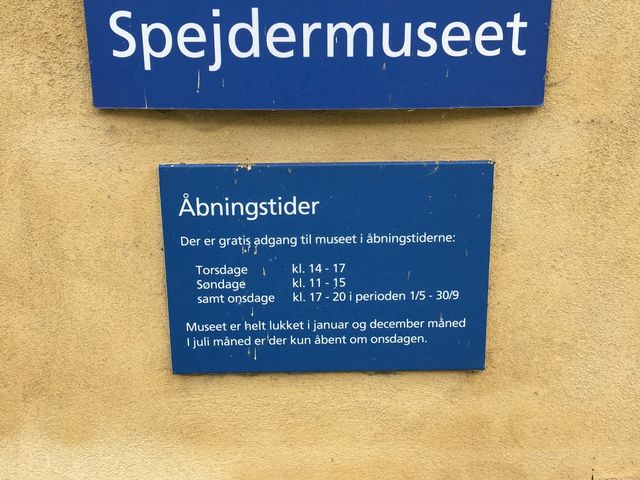 Spejdermuseet
Åbningstider
Der er gratis adgang til museet i åbningstiderne:
Torsdage kl. 14 - 17
Søndage kl. 11 - 15
samt onsdage kl. 17 - 20 i perioden 1/5 - 30/9
Museet er helt lukket i januar og december måned
I juli måned er der kun åbent om onsdagen.